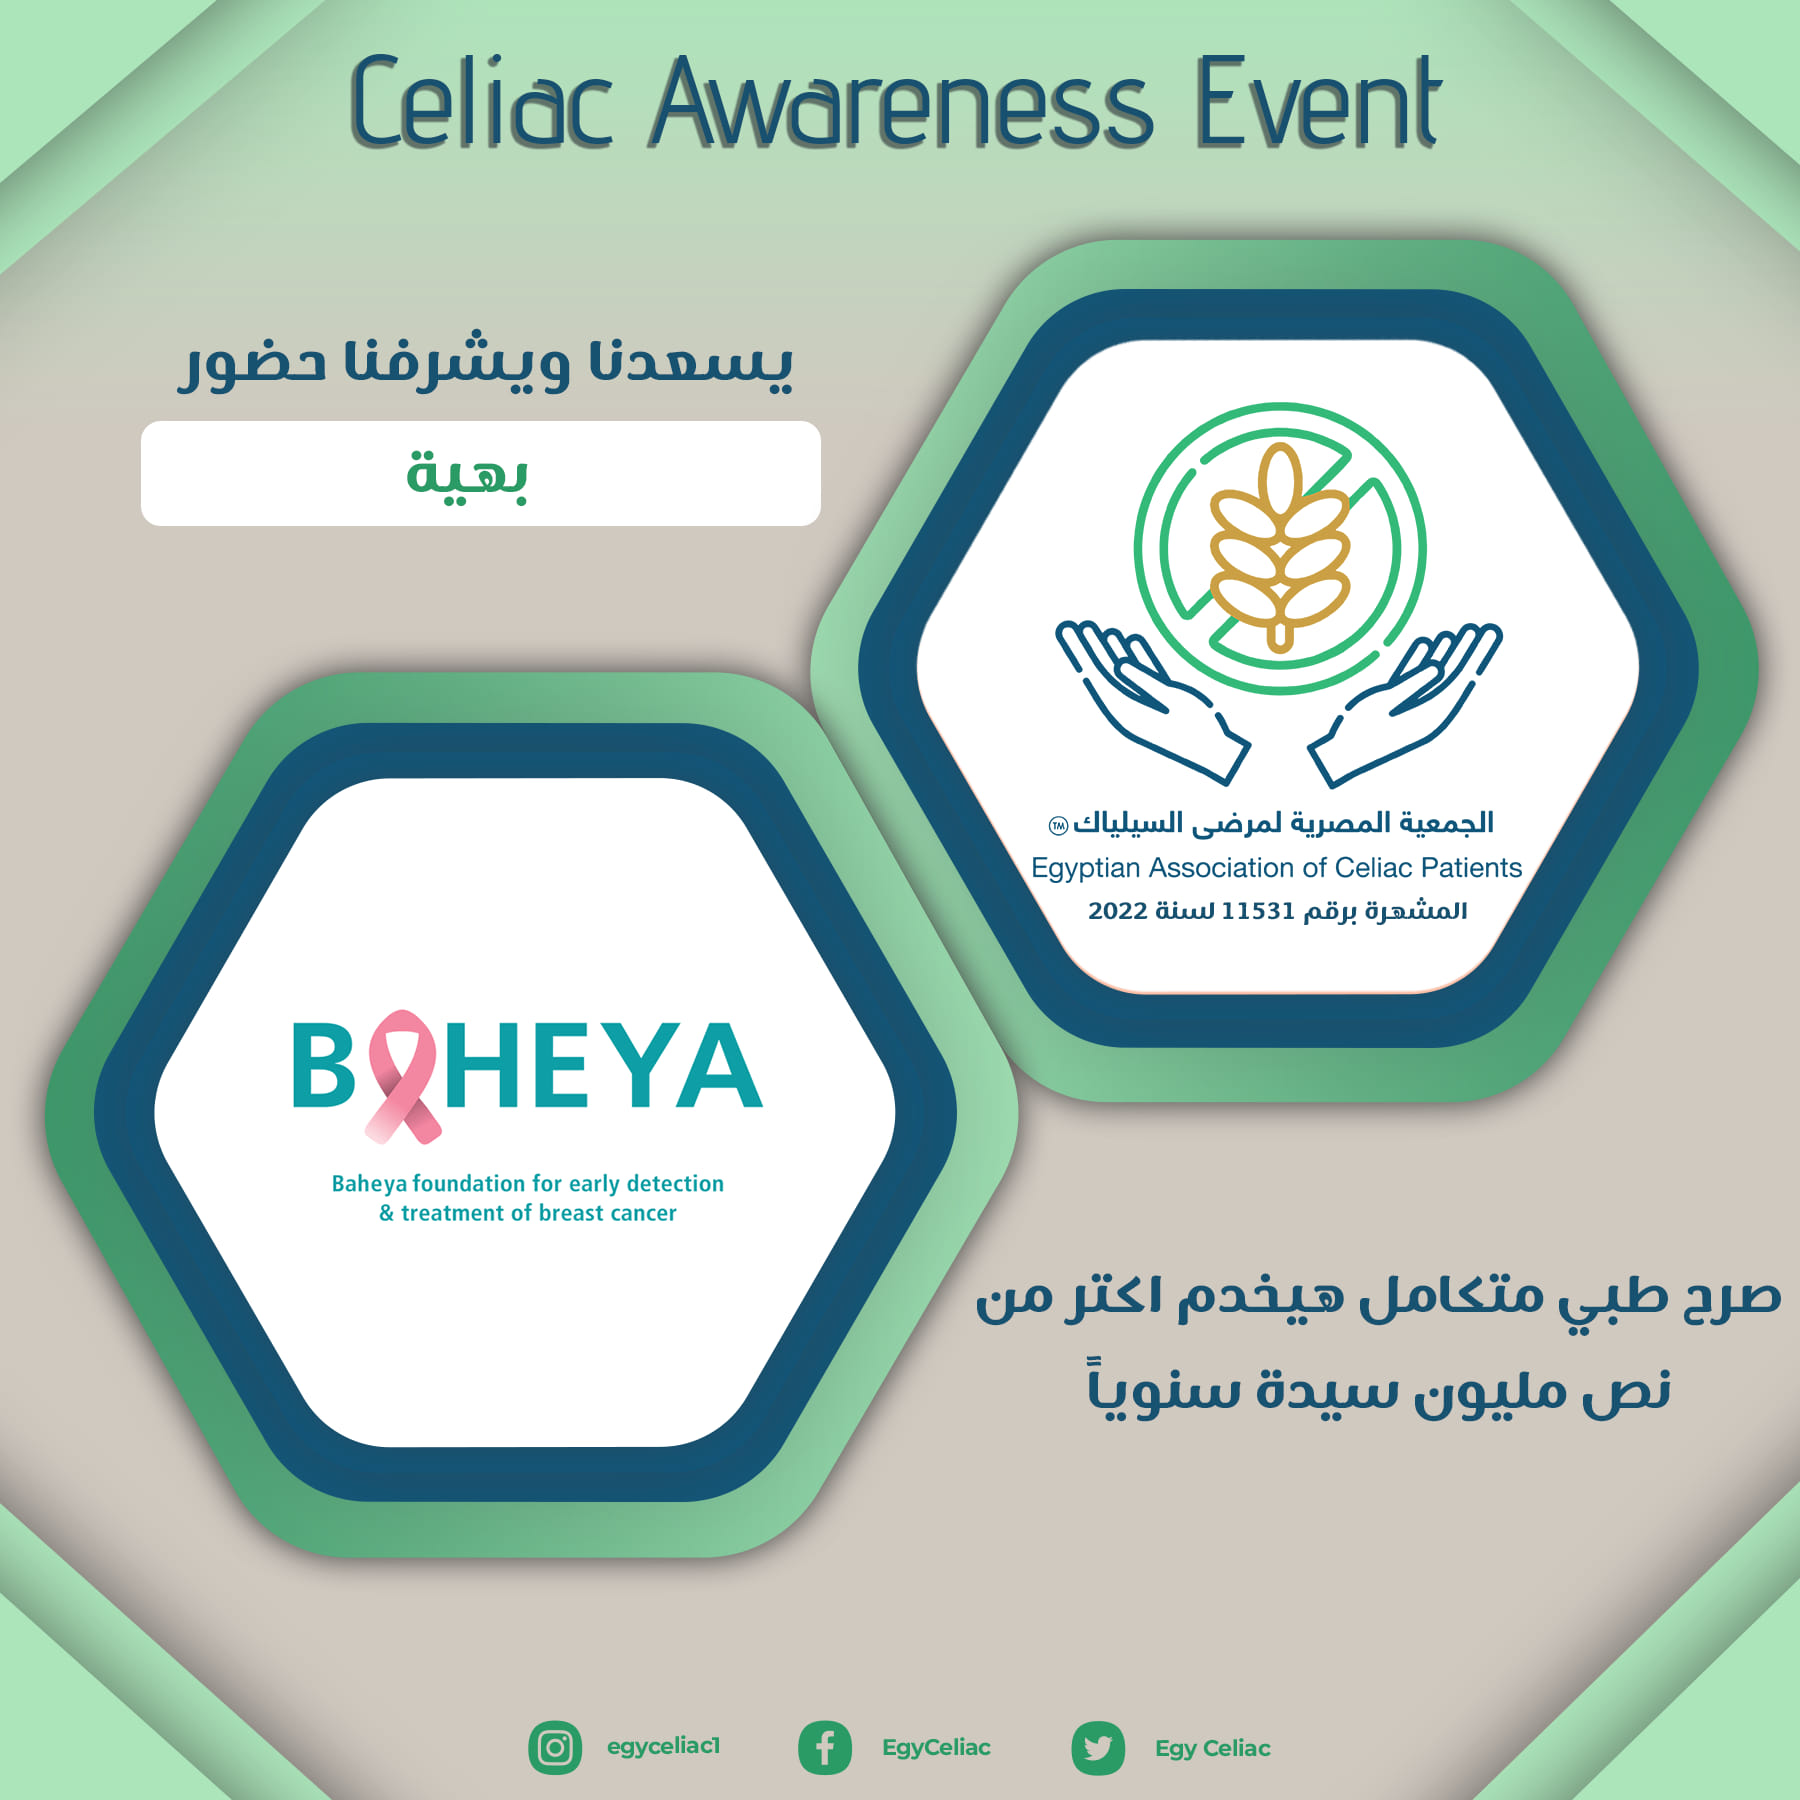 Celiac Awareness Event
يسعدنا ويشرفنا حضور
بهية
الجمعية المصرية لمرضى السيلياك TM
Egyptian Association of Celiac Patients
المشهرة برقم 11531 لسنة 2022
BAHEYA
Baheya foundation for early detection
& treatment of breast cancer
صرح طبي متكامل هيخدم اكتر من
نص مليون سيدة سنوياً
egyceliac1
EgyCeliac
Egy Celiac